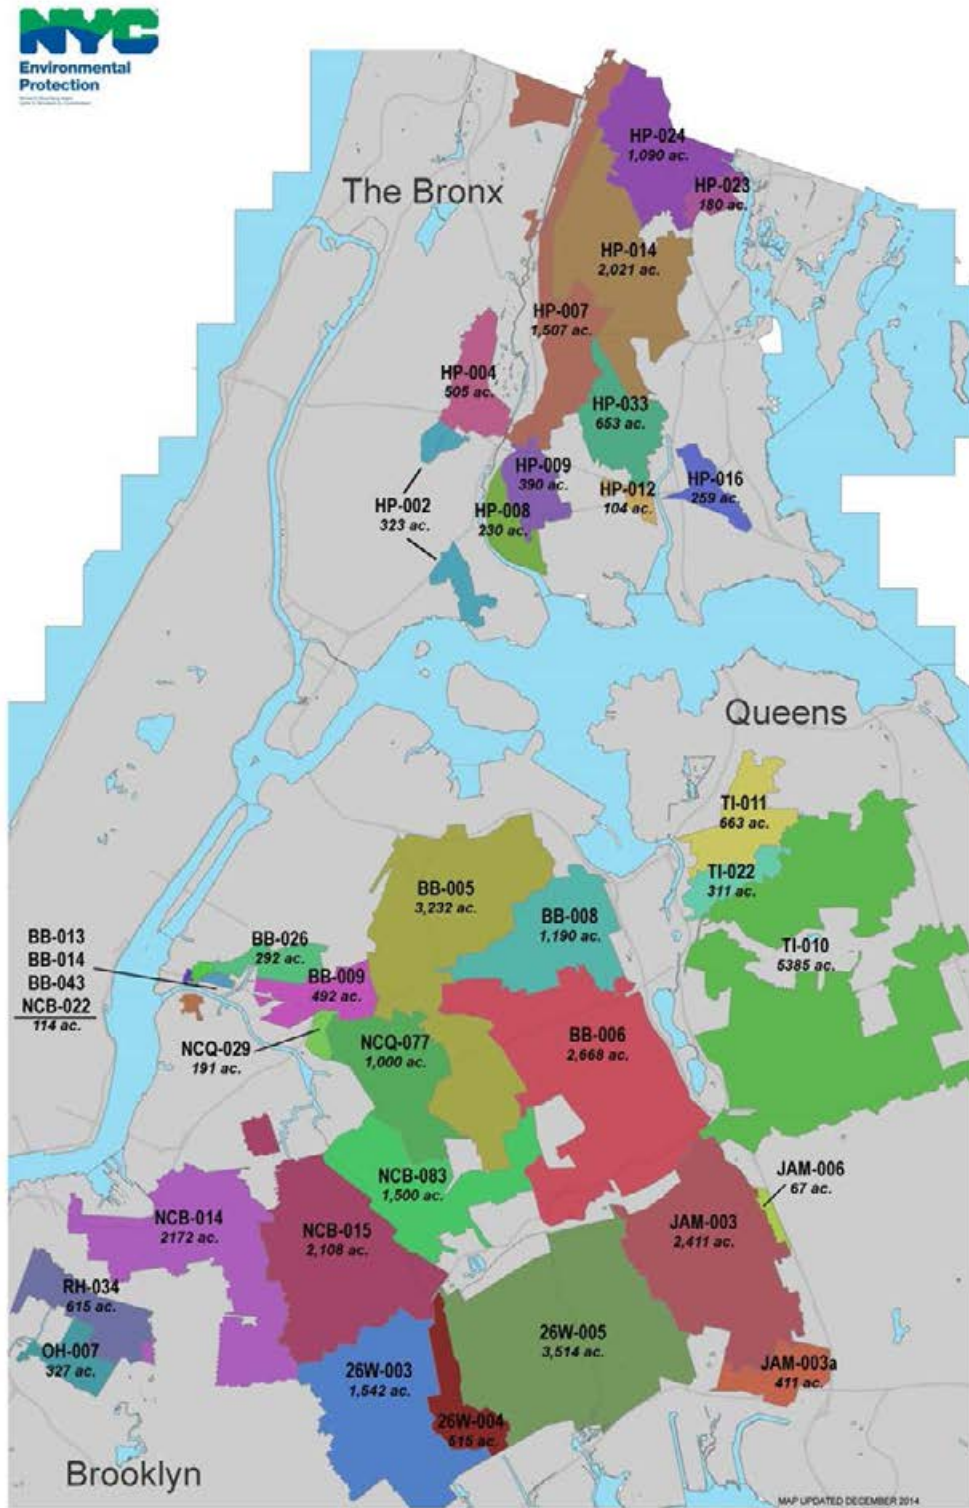 NYC
Environmental
Protection
The Bronx
HP-024
1,090 ac.
HP-023
180 ac.
HP-014
2,021 ac.
HP-007
1,507 ac.
HP-004
505 ac.
HP-033
653 ac.
HP-009
390 ac.
HP-016
259 ac.
HP-012
104 ac.
HP-002
323 ac.
HP-008
230 ac.
Queens
TI-011
663 ac.
TI-022
311 ac.
BB-005
3,232 ac.
BB-008
1,190 ac.
TI-010
5385 ac.
BB-013
BB-014
BB-043
NCB-022
114 ac.
BB-026
292 ac.
BB-009
492 ac.
NCQ-029
191 ac.
NCQ-077
1,000 ac.
BB-006
2,668 ac.
NCB-083
1,500 ac.
JAM-006
67 ac.
NCB-014
2172 ac.
NCB-015
2,108 ac.
JAM-003
2,411 ac.
RH-034
615 ac.
OH-007
327 ac.
26W-003
1,542 ac.
26W-005
3,514 ac.
JAM-003a
411 ac.
26W-004
515 ac.
Brooklyn
MAP UPDATED DECEMBER 2014